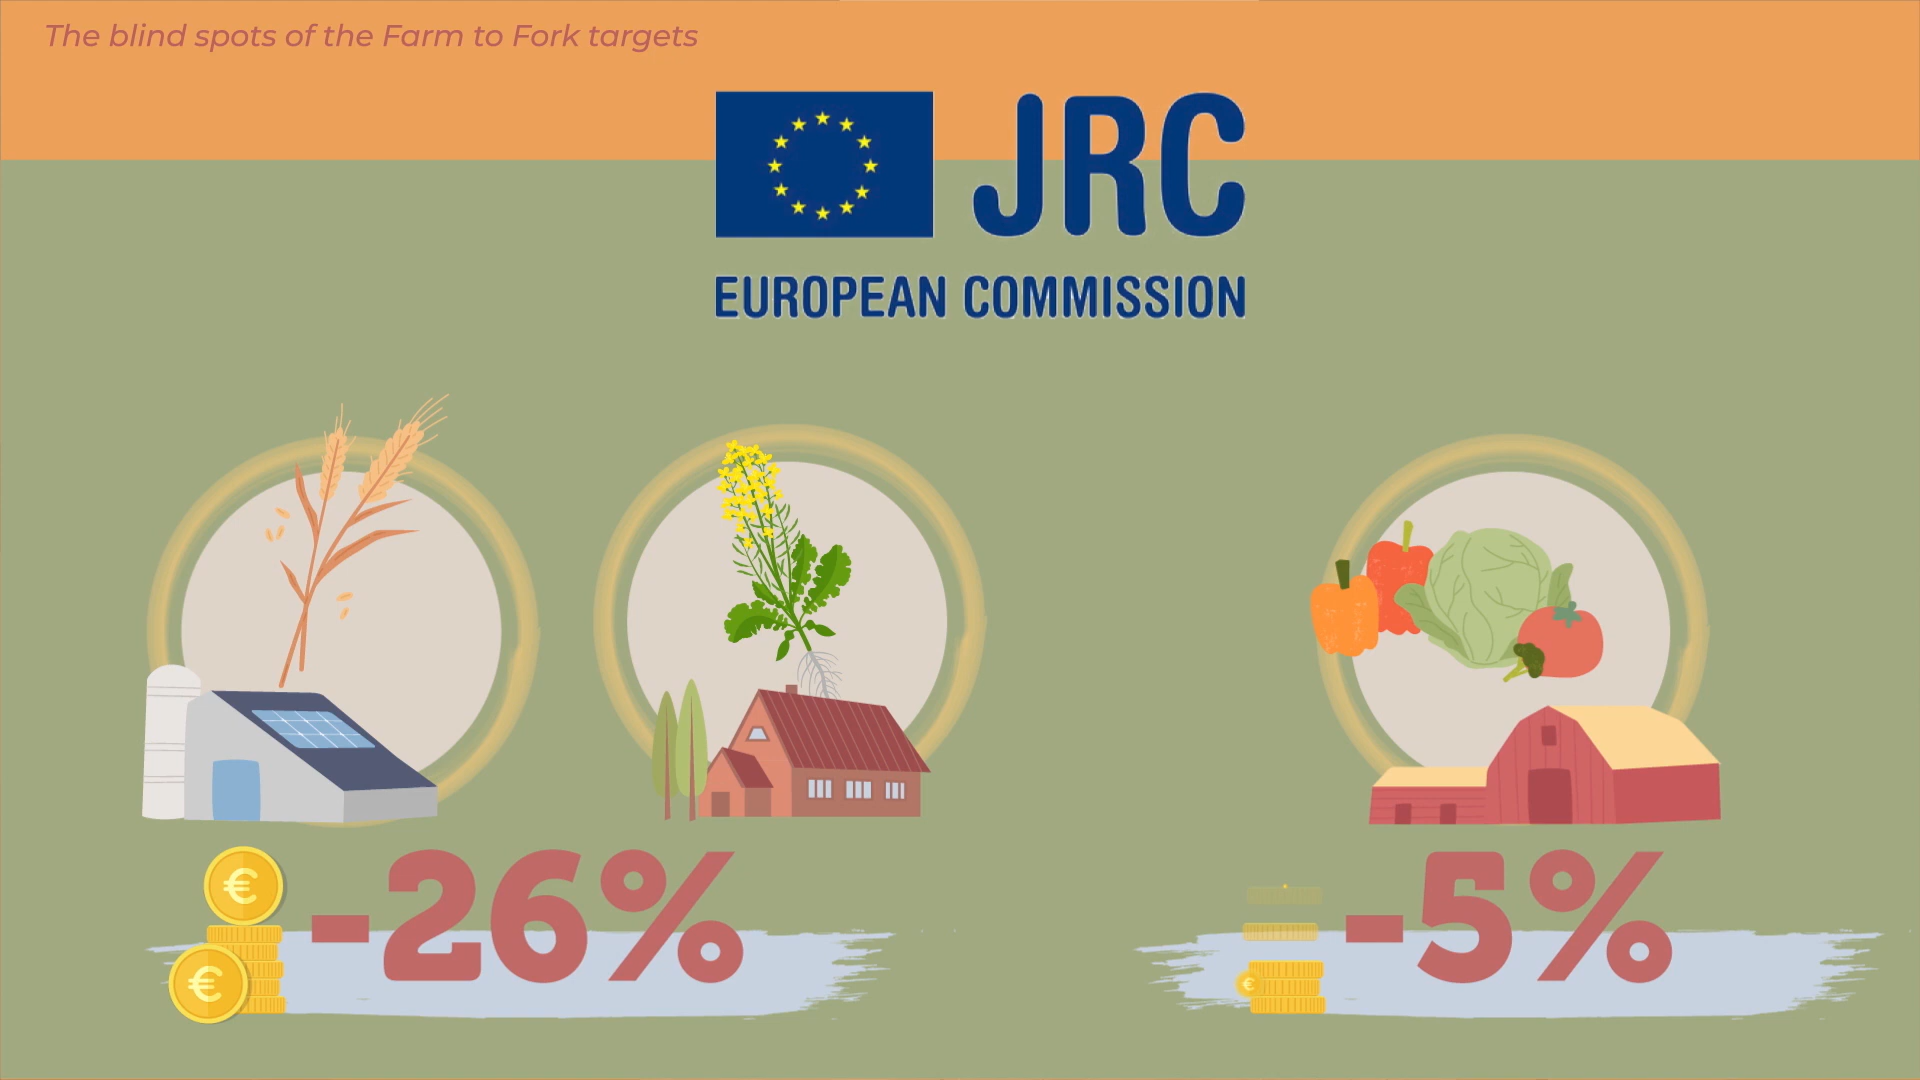 The blind spots of the Farm to Fork targets
JRC
EUROPEAN COMMISSION
€
€
-26%
€
-5%